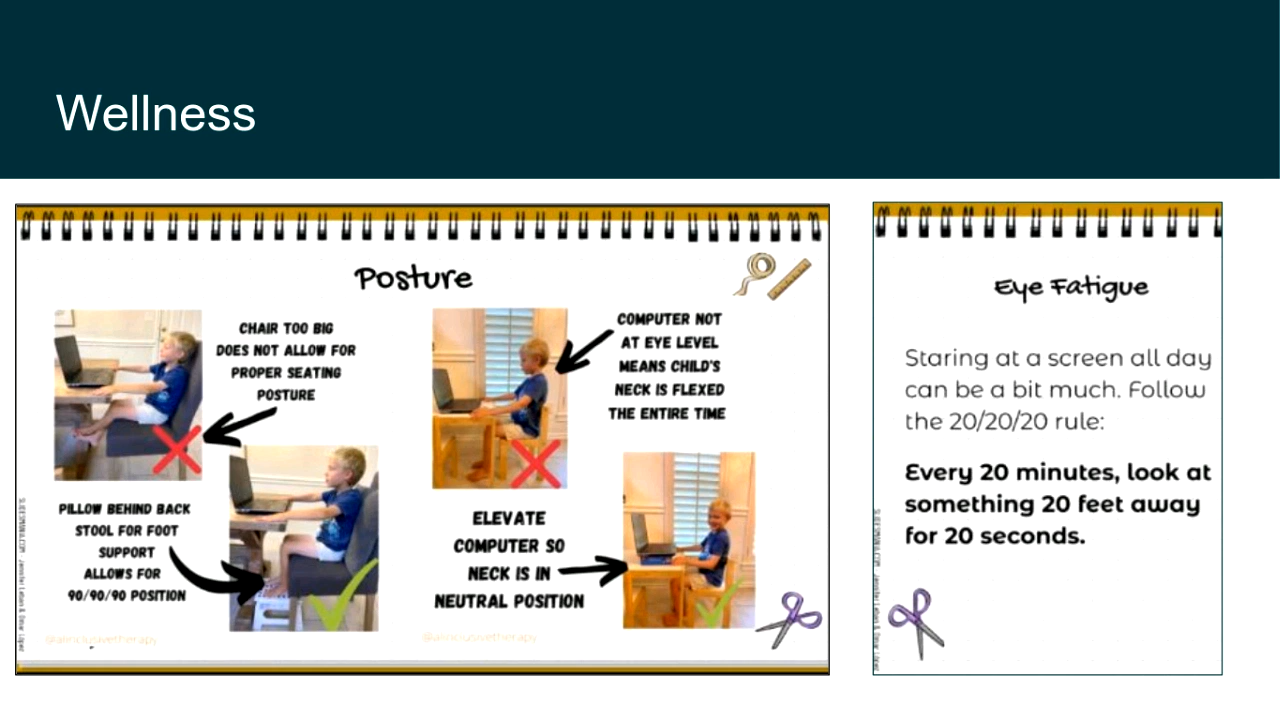 Wellness
Posture
CHAIR TOO BIG
DOES NOT ALLOW FOR
PROPER SEATING
POSTURE
PILLOW BEHIND BACK
STOOL FOR FOOT
SUPPORT
ALLOWS FOR
90/90/90 POSITION
COMPUTER NOT
AT EYE LEVEL
MEANS CHILD'S
NECK IS FLEXED
THE ENTIRE TIME
ELEVATE
COMPUTER SO
NECK IS IN
NEUTRAL POSITION
Eye Fatigue
Staring at a screen all day
can be a bit much. Follow
the 20/20/20 rule:
Every 20 minutes, look at
something 20 feet away
for 20 seconds.